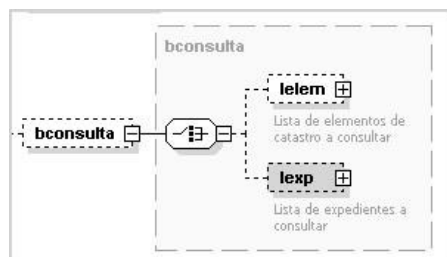 bconsulta
lelem
Lista de elementos de
catastro a consultar
bconsulta
lexp
Lista de expedientes a
consultar